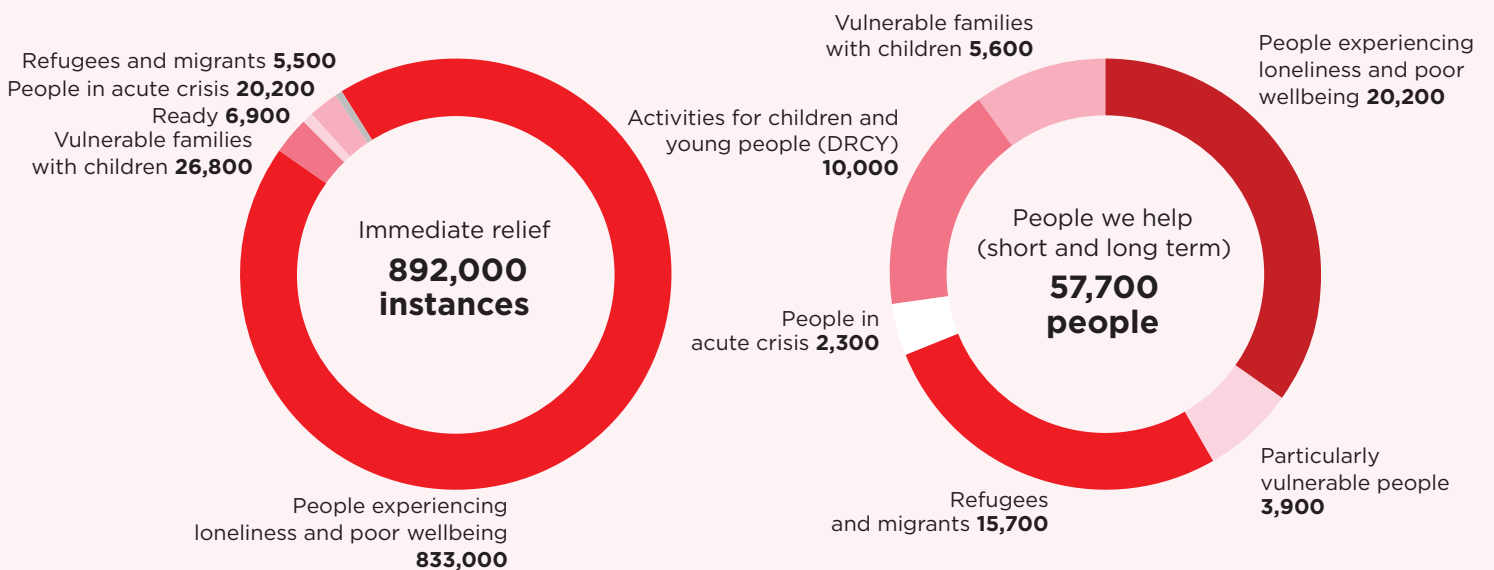 Refugees and migrants 5,500
People in acute crisis 20,200
Ready 6,900
Vulnerable families
with children 26,800
Immediate relief
892,000
instances
People experiencing
loneliness and poor wellbeing
833,000
Vulnerable families
with children 5,600
Activities for children and
young people (DRCY)
10,000
People in
acute crisis 2,300
Refugees
and migrants 15,700
People we help
(short and long term)
57,700
people
People experiencing
loneliness and poor
wellbeing 20,200
Particularly
vulnerable people
3,900